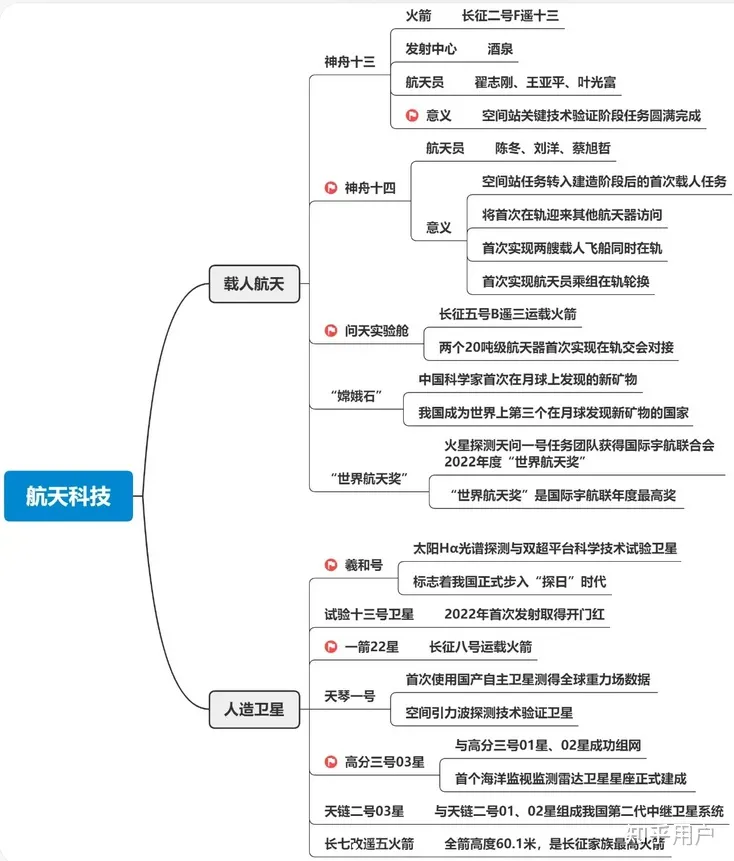 火箭 长征二号F遥十三
发射中心 酒泉
神舟十三
航天员 翟志刚、王亚平、叶光富
意义 空间站关键技术验证阶段任务圆满完成
航天员 陈冬、刘洋、蔡旭哲
空间站任务转入建造阶段后的首次载人任务
神舟十四
将首次在轨迎来其他航天器访问
意义
首次实现两艘载人飞船同时在轨
载人航天
首次实现航天员乘组在轨轮换
长征五号B遥三运载火箭
问天实验舱
两个20吨级航天器首次实现在轨交会对接
中国科学家首次在月球上发现的新矿物
“嫦娥石”
我国成为世界上第三个在月球发现新矿物的国家
火星探测天问一号任务团队获得国际宇航联合会
2022年度“世界航天奖”
“世界航天奖”
“世界航天奖”是国际宇航联年度最高奖
航天科技
太阳Hα光谱探测与双超平台科学技术试验卫星
羲和号
标志着我国正式步入“探日”时代
试验十三号卫星 2022年首次发射取得开门红
一箭22星 长征八号运载火箭
首次使用国产自主卫星测得全球重力场数据
天琴一号
空间引力波探测技术验证卫星
人造卫星
与高分三号01星、02星成功组网
高分三号03星
首个海洋监视监测雷达卫星星座正式建成
天链二号03星 与天链二号01、02星组成我国第二代中继卫星系统
长七改遥五火箭 全箭高度60.1米，是长征家族最高火箭
知乎用户